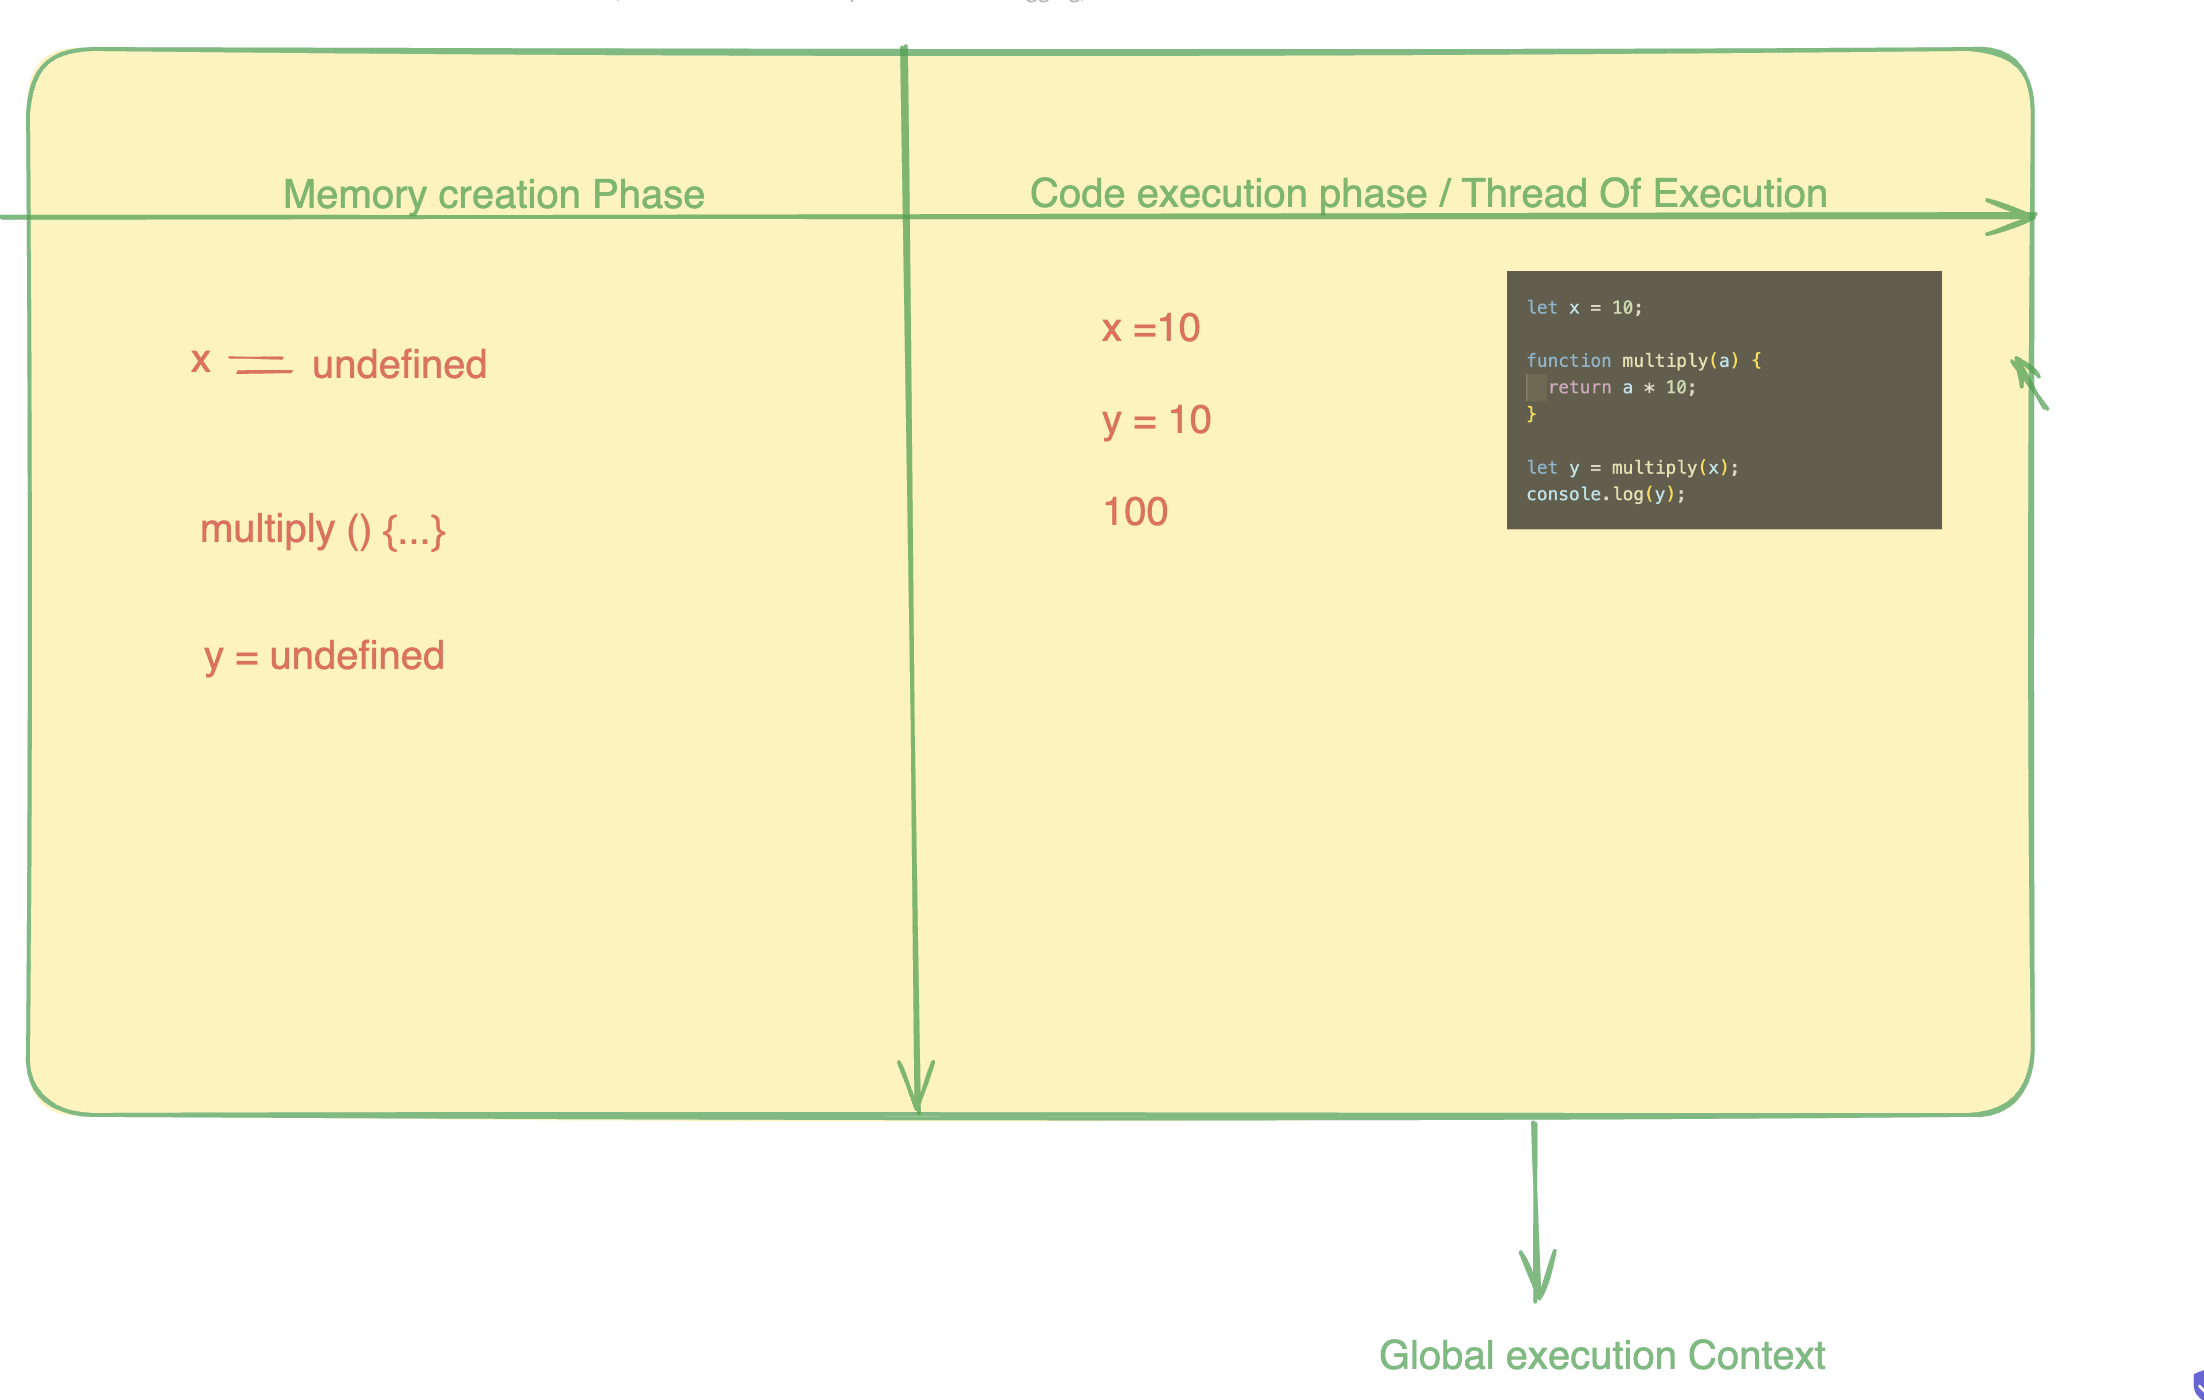 Memory creation Phase
Code execution phase / Thread Of Execution
x = undefined
multiply () {...}
y = undefined
x =10
y = 10
100
let x = 10;
function multiply(a) {
return a * 10;
}
let y = multiply(x);
console.log(y);
Global execution Context